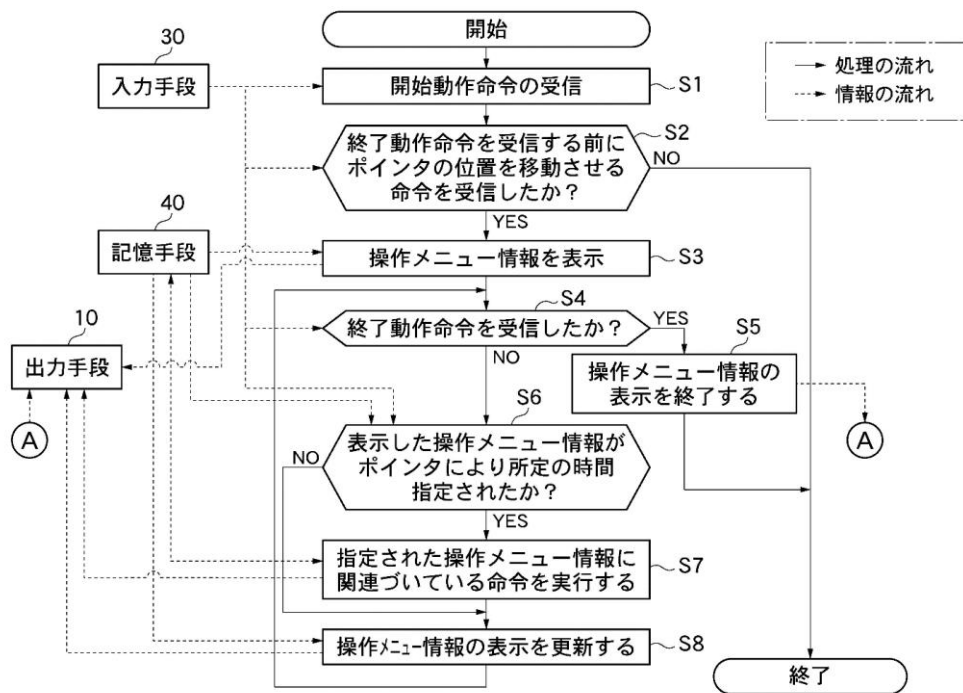 開始
30
入力手段
開始動作命令の受信
S1
処理の流れ
情報の流れ
終了動作命令を受信する前に
ポインタの位置を移動させる
命令を受信したか？
S2
NO
YES
40
記憶手段
操作メニュー情報を表示
S3
終了動作命令を受信したか？
S4
YES
NO
10
出力手段
A
S5
操作メニュー情報の
表示を終了する
A
S6
表示した操作メニュー情報が
ポインタにより所定の時間
指定されたか？
NO
YES
指定された操作メニュー情報に
関連づいている命令を実行する
S7
操作ﾒﾆｭｰ情報の表示を更新する
S8
終了